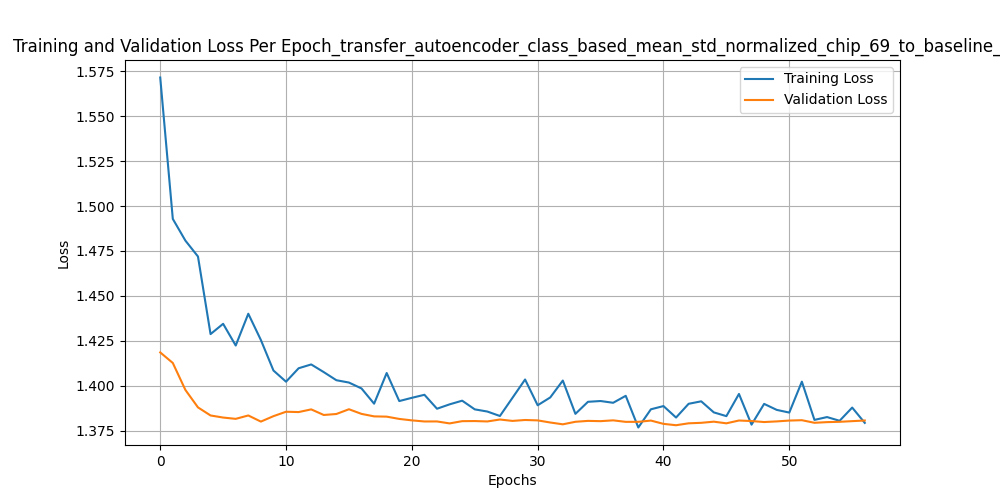 Training and Validation Loss Per Epoch_transfer_autoencoder_class_based_mean_std_normalized_chip_69_to_baseline_
Training Loss
Validation Loss
1.575
1.550
1.525
1.500
1.475
1.450
1.425
1.400
1.375
Loss
0 10 20 30 40 50
Epochs